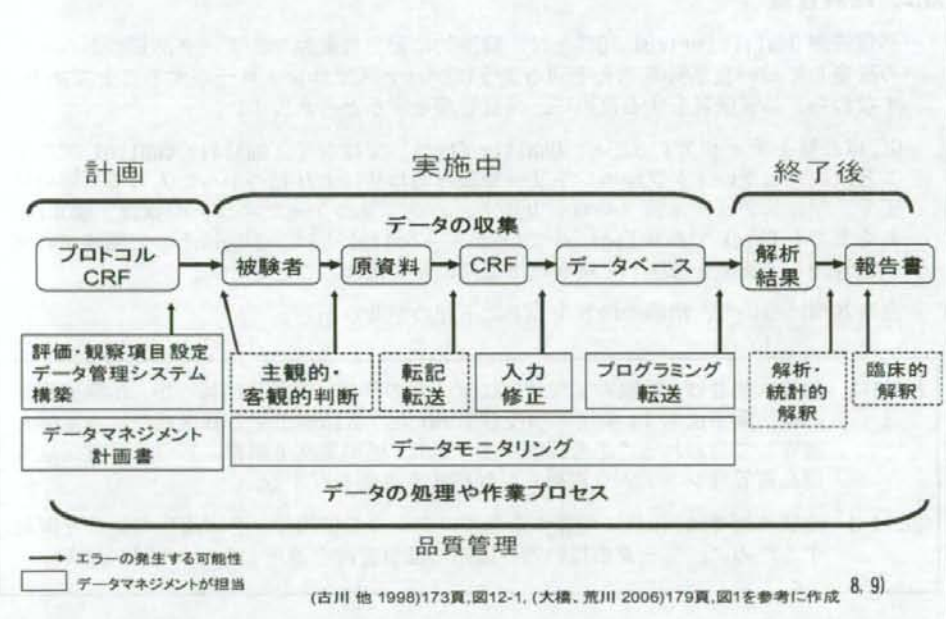 計画
実施中
終了後
データの収集
プロトコル
CRF
被験者
原資料
CRF
データベース
解析
結果
報告書
評価・観察項目設定
データ管理システム
構築
主観的・
客観的判断
転記
転送
入力
修正
プログラミング
転送
解析・
統計的
解釈
臨床的
解釈
データマネジメント
計画書
データモニタリング
データの処理や作業プロセス
品質管理
エラーの発生する可能性
データマネジメントが担当
(古川 他 1998)173頁,図12-1, (大橋、荒川 2006)179頁,図1を参考に作成 8. 9)